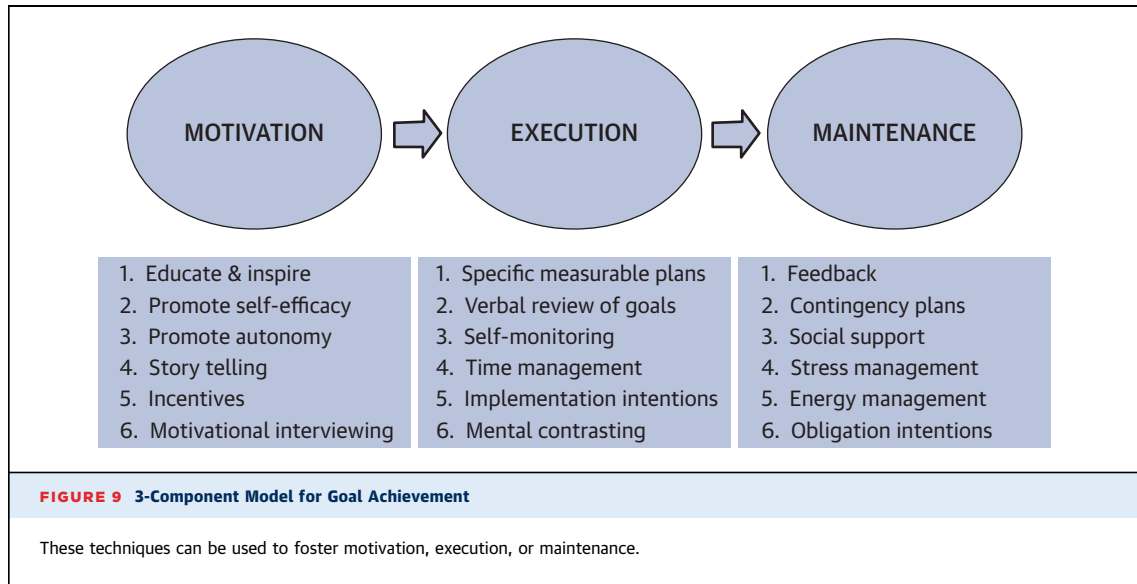 MOTIVATION
EXECUTION
MAINTENANCE
1. Educate & inspire
2. Promote self-efficacy
3. Promote autonomy
4. Story telling
5. Incentives
6. Motivational interviewing
1. Specific measurable plans
2. Verbal review of goals
3. Self-monitoring
4. Time management
5. Implementation intentions
6. Mental contrasting
1. Feedback
2. Contingency plans
3. Social support
4. Stress management
5. Energy management
6. Obligation intentions
FIGURE 9 3-Component Model for Goal Achievement
These techniques can be used to foster motivation, execution, or maintenance.